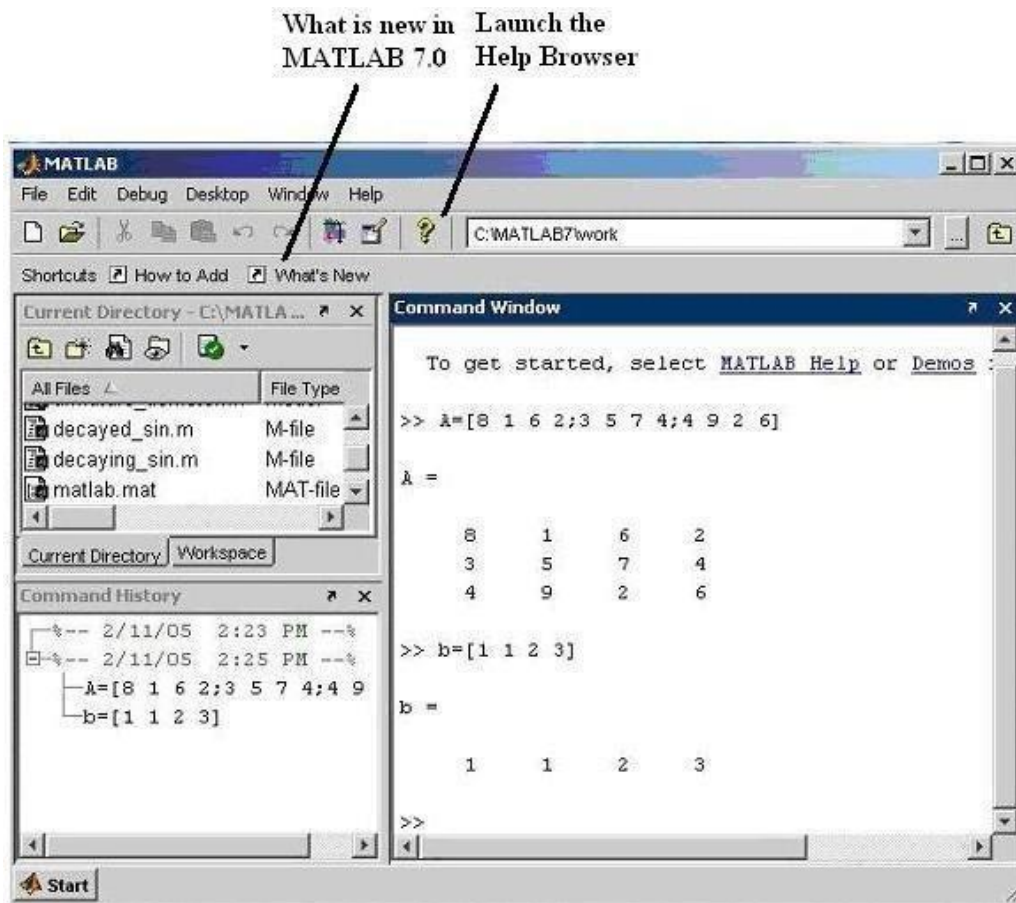 What is new in
MATLAB 7.0
Launch the
Help Browser
MATLAB
File Edit Debug Desktop Window Help
C:\MATLAB7\work
...
Shortcuts How to Add What's New
Current Directory - C:\MATLA...
All Files File Type
decayed_sin.m M-file
decaying_sin.m M-file
matlab.mat MAT-file
Current Directory Workspace
Command History
%-- 2/11/05 2:23 PM --%
%-- 2/11/05 2:25 PM --%
A=[8 1 6 2;3 5 7 4;4 9
b=[1 1 2 3]
Command Window
To get started, select MATLAB Help or Demos
>> A=[8 1 6 2;3 5 7 4;4 9 2 6]
A =
8 1 6 2
3 5 7 4
4 9 2 6
>> b=[1 1 2 3]
b =
1 1 2 3
>>
Start